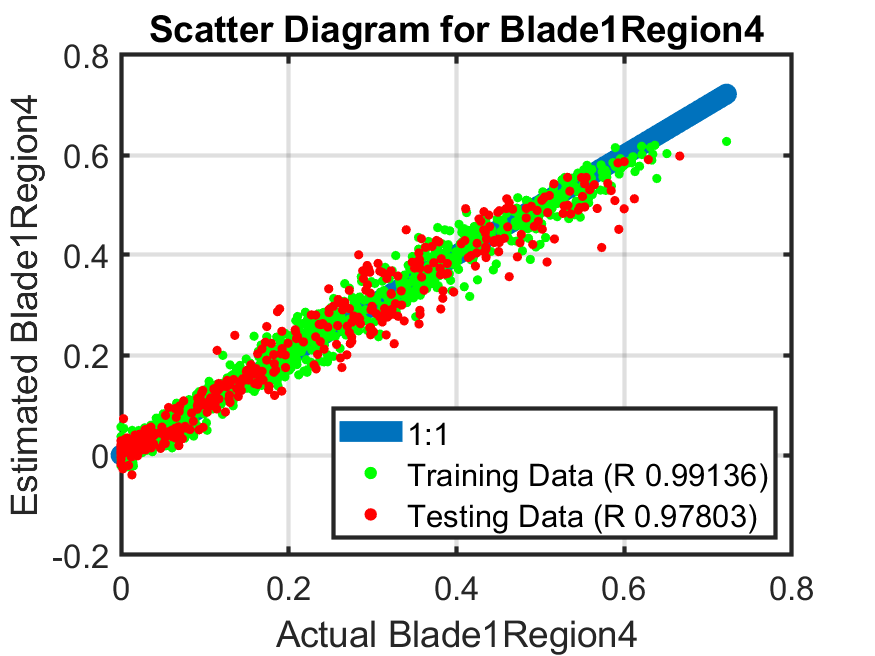 Scatter Diagram for Blade1Region4
Estimated Blade1Region4
0.8
0.6
0.4
0.2
0
-0.2
1:1
Training Data (R 0.99136)
Testing Data (R 0.97803)
0
0.2
0.4
0.6
0.8
Actual Blade1Region4